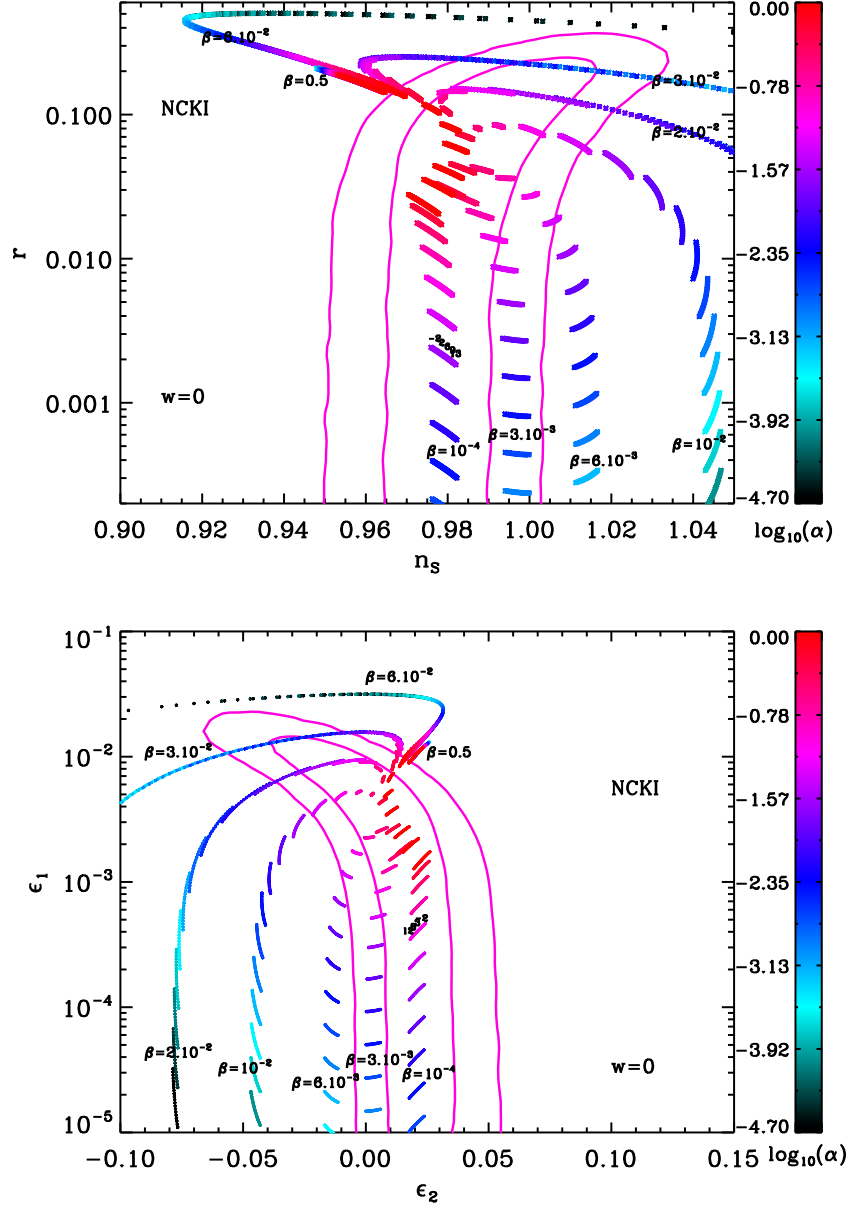 β=6.10⁻²
β=0.5
β=3.10⁻²
β=2.10⁻²
NCKI
w=0
β=10⁻⁴
β=3.10⁻³
β=6.10⁻³
β=10⁻²
0.100
0.010
0.001
r
0.90 0.92 0.94 0.96 0.98 1.00 1.02 1.04
n_S
0.00
−0.78
−1.57
−2.35
−3.13
−3.92
−4.70
log₁₀(α)
β=6.10⁻²
β=3.10⁻²
β=0.5
NCKI
β=2.10⁻²
β=10⁻²
β=6.10⁻³
β=3.10⁻³
β=10⁻⁴
w=0
10⁻¹
10⁻²
10⁻³
10⁻⁴
10⁻⁵
ϵ₁
−0.10 −0.05 0.00 0.05 0.10 0.15
ϵ₂
0.00
−0.78
−1.57
−2.35
−3.13
−3.92
−4.70
log₁₀(α)